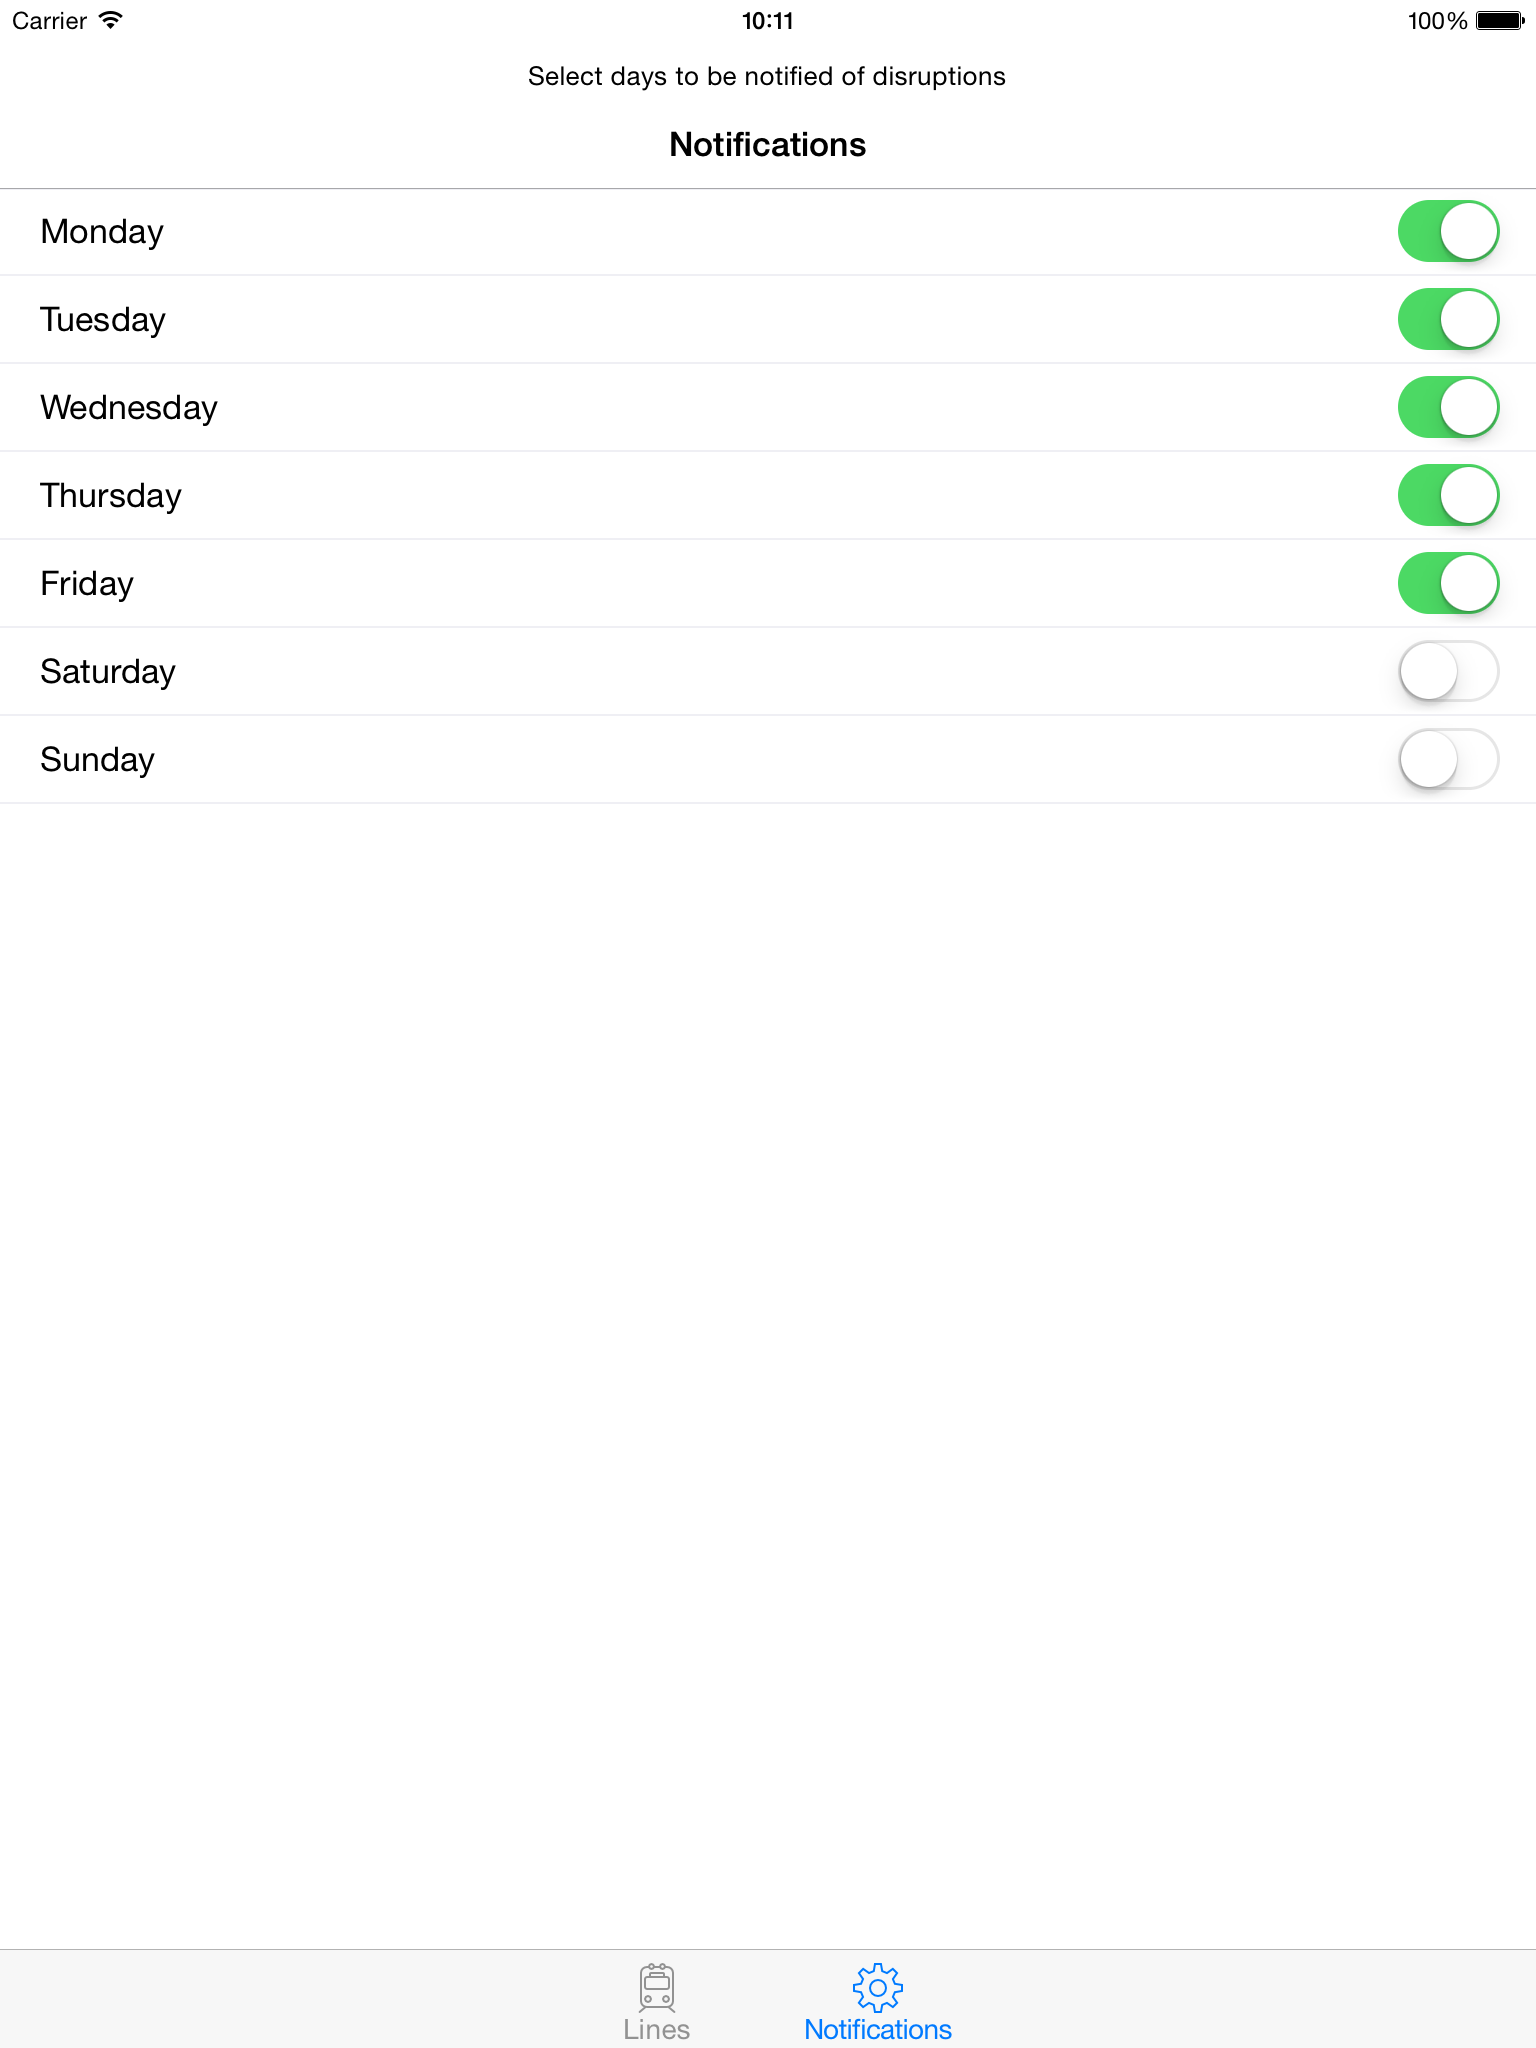 Carrier 10:11 100%
Select days to be notified of disruptions
Notifications
Monday
Tuesday
Wednesday
Thursday
Friday
Saturday
Sunday
Lines Notifications